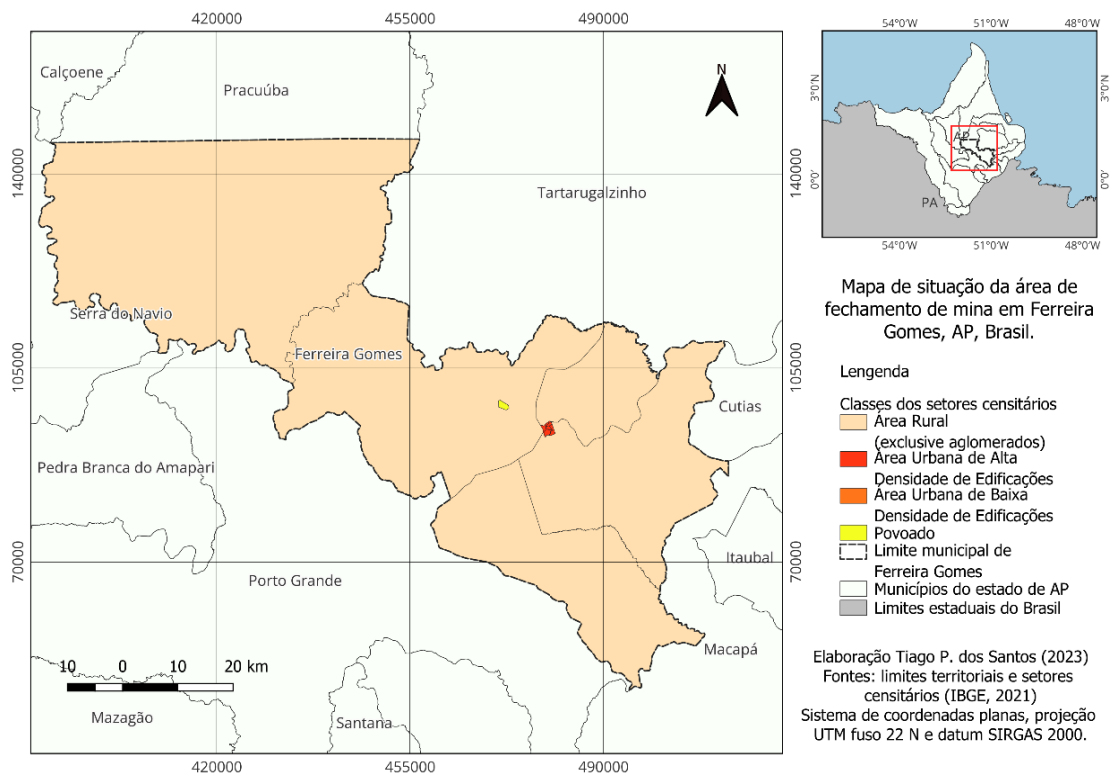 420000
455000
490000
Calçoene
Pracuúba
N
140000
140000
Tartarugalzinho
Serra do Navio
Ferreira Gomes
105000
105000
Cutias
Pedra Branca do Amapari
Itaubal
70000
70000
Porto Grande
Macapá
10 0 10 20 km
Mazagão
Santana
420000
455000
490000
54°0'W
51°0'W
48°0'W
3°0'N
3°0'N
AP
0°0'
0°0'
PA
54°0'W
51°0'W
48°0'W
Mapa de situação da área de
fechamento de mina em Ferreira
Gomes, AP, Brasil.
Lengenda
Classes dos setores censitários
Área Rural
(exclusive aglomerados)
Área Urbana de Alta
Densidade de Edificações
Área Urbana de Baixa
Densidade de Edificações
Povoado
Limite municipal de
Ferreira Gomes
Municípios do estado de AP
Limites estaduais do Brasil
Elaboração Tiago P. dos Santos (2023)
Fontes: limites territoriais e setores
censitários (IBGE, 2021)
Sistema de coordenadas planas, projeção
UTM fuso 22 N e datum SIRGAS 2000.